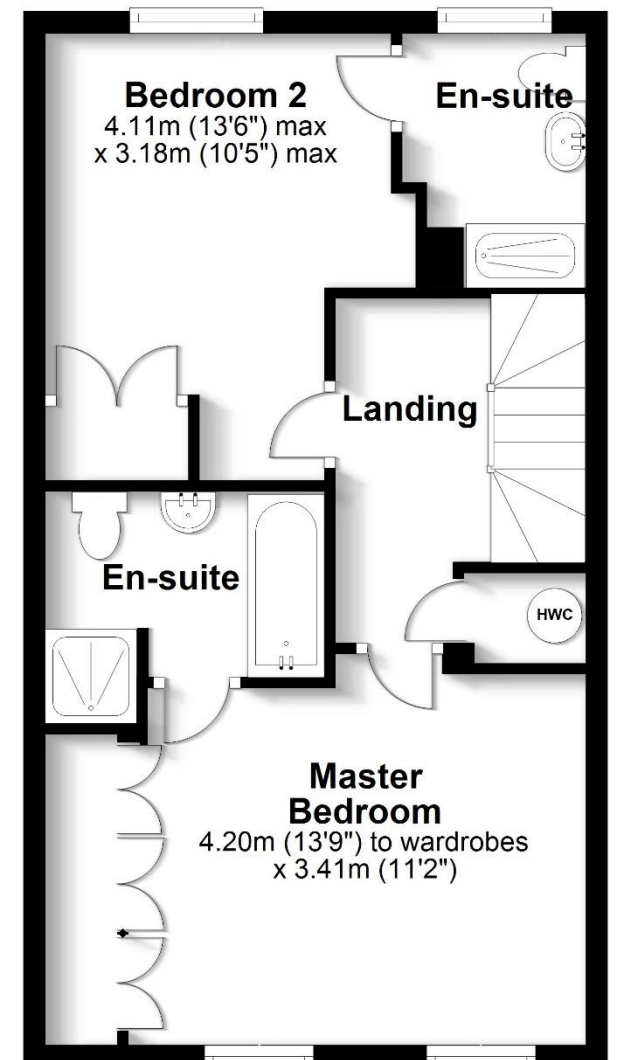 Bedroom 2
4.11m (13'6") max
x 3.18m (10'5") max
En-suite
Landing
En-suite
HWC
Master
Bedroom
4.20m (13'9") to wardrobes
x 3.41m (11'2")